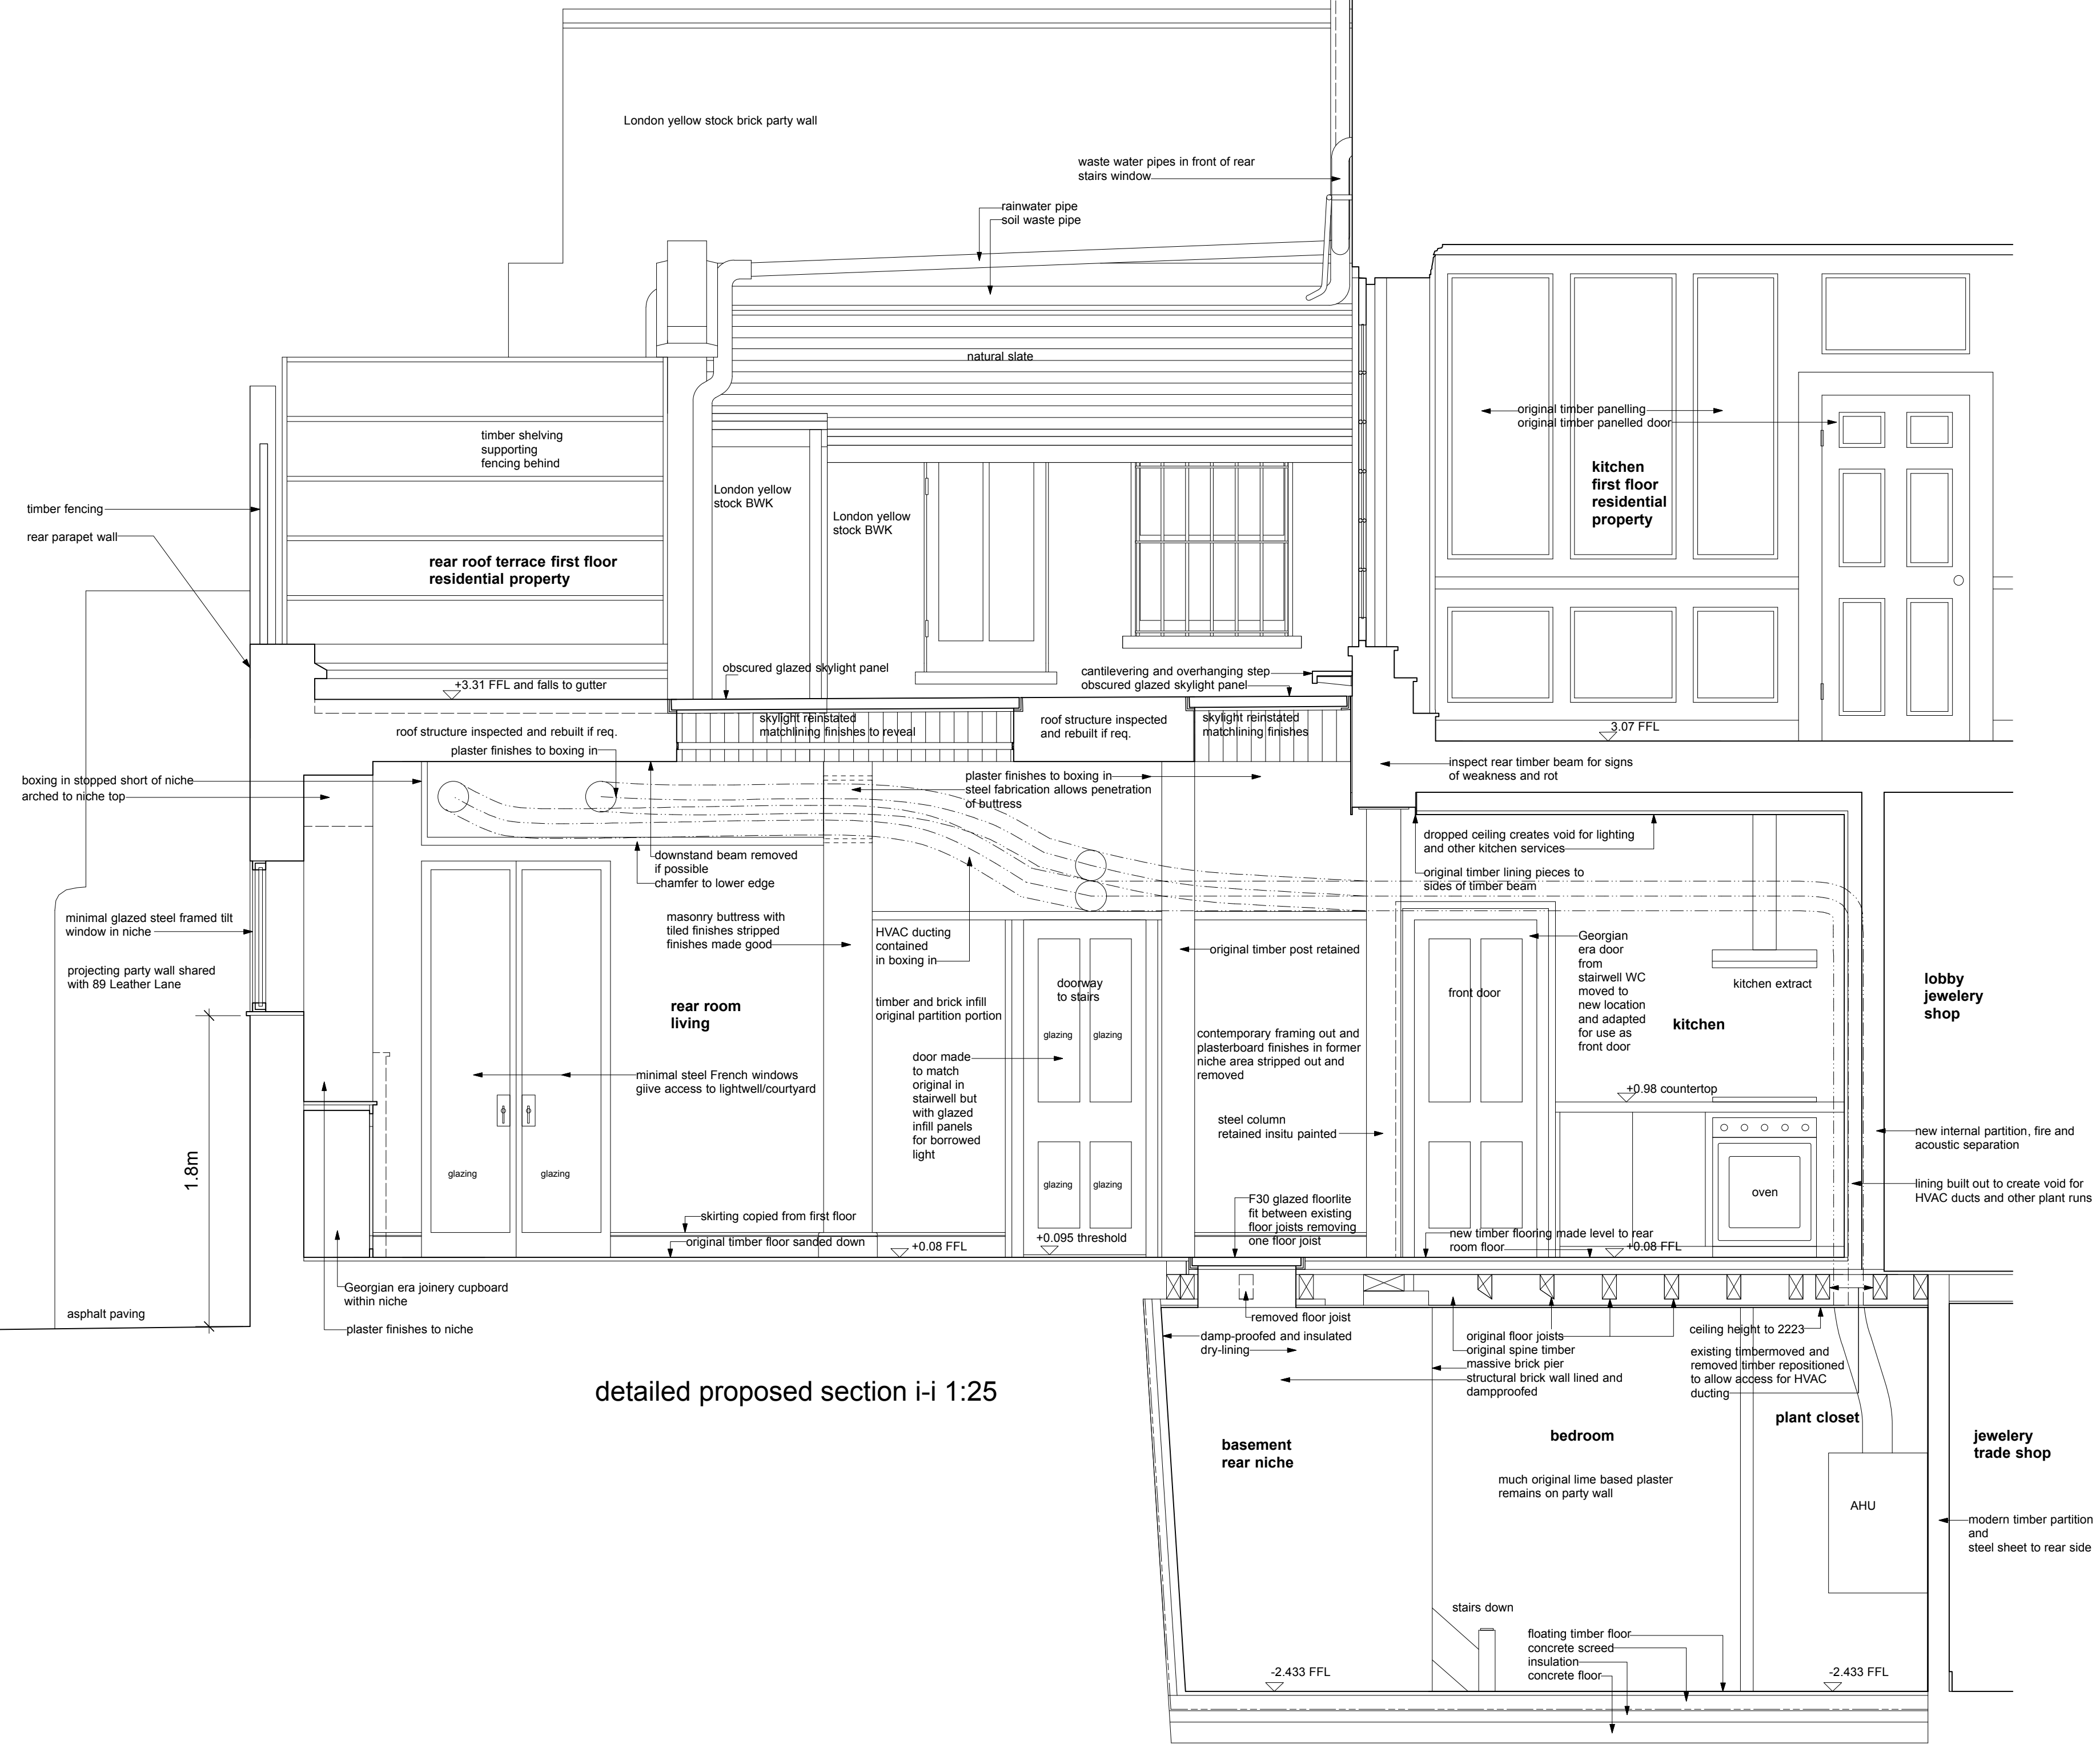 London yellow stock brick party wall
waste water pipes in front of rear
stairs window
rainwater pipe
soil waste pipe
natural slate
original timber panelling
original timber panelled door
timber shelving
supporting
fencing behind
kitchen
first floor
residential
property
London yellow
stock BWK
London yellow
stock BWK
timber fencing
rear parapet wall
rear roof terrace first floor
residential property
obscured glazed skylight panel
cantilevering and overhanging step
obscured glazed skylight panel
+3.31 FFL and falls to gutter
skylight reinstated
matchlining finishes to reveal
roof structure inspected
and rebuilt if req.
skylight reinstated
matchlining finishes
3.07 FFL
roof structure inspected and rebuilt if req.
plaster finishes to boxing in
inspect rear timber beam for signs
of weakness and rot
boxing in stopped short of niche
arched to niche top
plaster finishes to boxing in
steel fabrication allows penetration
of buttress
dropped ceiling creates void for lighting
and other kitchen services
downstand beam removed
if possible
chamfer to lower edge
original timber lining pieces to
sides of timber beam
minimal glazed steel framed tilt
window in niche
masonry buttress with
tiled finishes stripped
finishes made good
HVAC ducting
contained
in boxing in
original timber post retained
Georgian
era door
from
stairwell WC
moved to
new location
and adapted
for use as
front door
projecting party wall shared
with 89 Leather Lane
doorway
to stairs
front door
kitchen extract
lobby
jewelery
shop
rear room
living
timber and brick infill
original partition portion
glazing
glazing
contemporary framing out and
plasterboard finishes in former
niche area stripped out and
removed
kitchen
door made
to match
original in
stairwell but
with glazed
infill panels
for borrowed
light
minimal steel French windows
giive access to lightwell/courtyard
+0.98 countertop
steel column
retained insitu painted
new internal partition, fire and
acoustic separation
1.8m
glazing
glazing
glazing
glazing
oven
lining built out to create void for
HVAC ducts and other plant runs
F30 glazed floorlite
fit between existing
floor joists removing
one floor joist
skirting copied from first floor
original timber floor sanded down
+0.08 FFL
+0.095 threshold
new timber flooring made level to rear
room floor
+0.08 FFL
Georgian era joinery cupboard
within niche
asphalt paving
plaster finishes to niche
removed floor joist
damp-proofed and insulated
dry-lining
original floor joists
original spine timber
massive brick pier
structural brick wall lined and
dampproofed
ceiling height to 2223
existing timbermoved and
removed timber repositioned
to allow access for HVAC
ducting
detailed proposed section i-i 1:25
plant closet
basement
rear niche
bedroom
jewelery
trade shop
much original lime based plaster
remains on party wall
AHU
modern timber partition
and
steel sheet to rear side
stairs down
floating timber floor
concrete screed
insulation
concrete floor
-2.433 FFL
-2.433 FFL